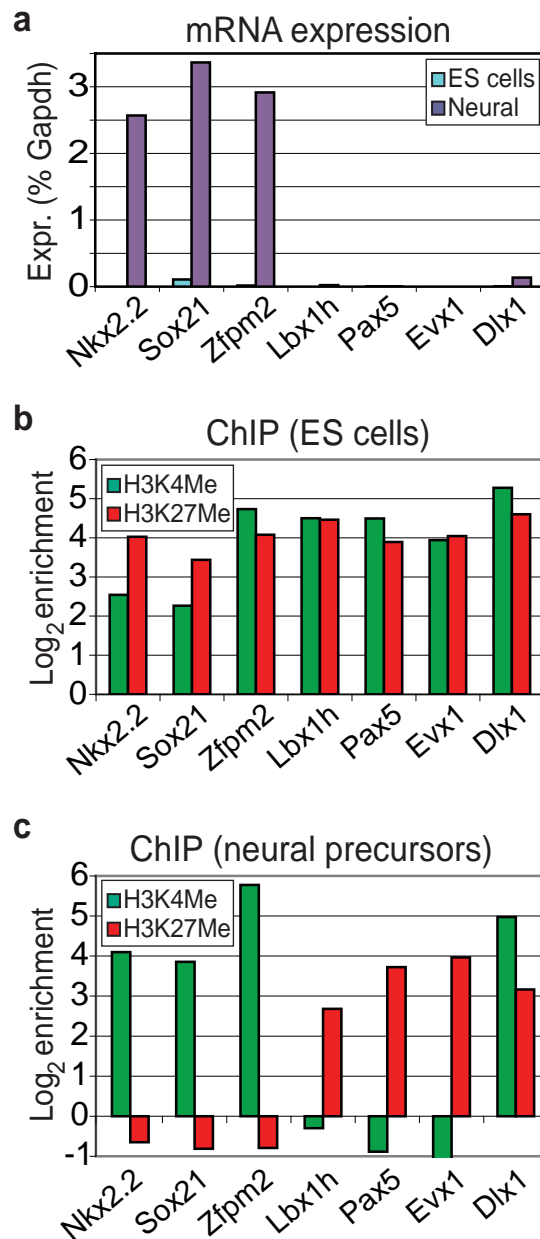 a
mRNA expression
Expr. (% Gapdh)
3
2
1
0
ES cells
Neural
Nkx2.2
Sox21
Zfpm2
Lbx1h
Pax5
Evx1
Dlx1
b
ChIP (ES cells)
Log2 enrichment
6
5
4
3
2
1
0
H3K4Me
H3K27Me
Nkx2.2
Sox21
Zfpm2
Lbx1h
Pax5
Evx1
Dlx1
c
ChIP (neural precursors)
Log2 enrichment
6
5
4
3
2
1
0
-1
H3K4Me
H3K27Me
Nkx2.2
Sox21
Zfpm2
Lbx1h
Pax5
Evx1
Dlx1